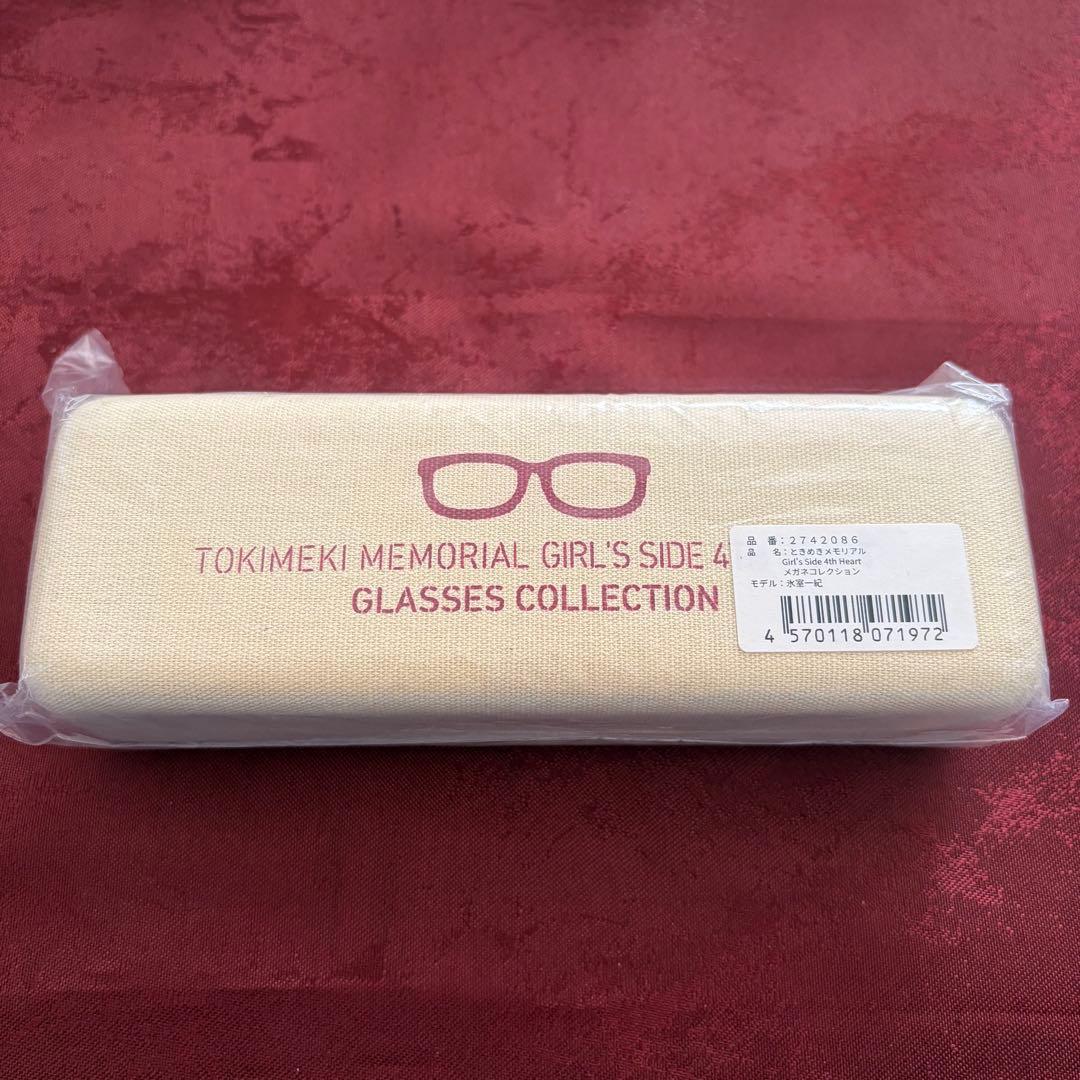 TOKIMEKI MEMORIAL GIRL'S SIDE 4
GLASSES COLLECTION
品 番：2742086
品 名：ときめきメモリアル
Girl's Side 4th Heart
メガネコレクション
モデル：氷室一紀
4 570118 071972